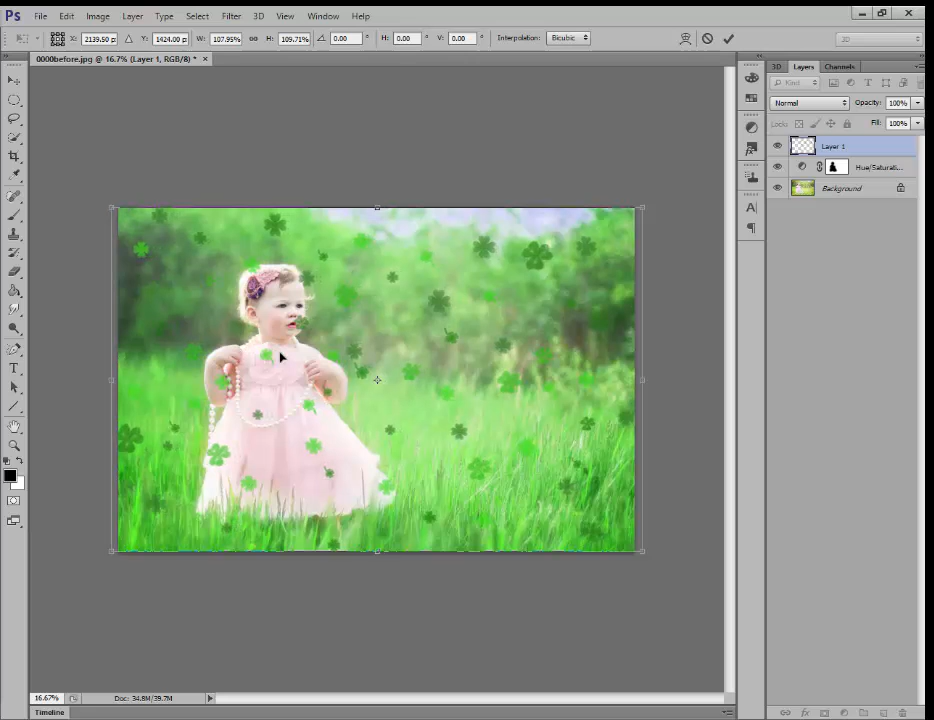 Ps File Edit Image Layer Type Select Filter 3D View Window Help
X: 2139.50 p Y: 1424.00 p W: 107.95% H: 109.71% 0.00 ° H: 0.00 ° V: 0.00 ° Interpolation: Bicubic 3D
0000before.jpg @ 16.7% (Layer 1, RGB/8) * ×
3D Layers Channels
Kind
Normal Opacity: 100%
Lock: Fill: 100%
Layer 1
Hue/Saturati...
Background
16.67% Doc: 34.8M/39.7M
Timeline